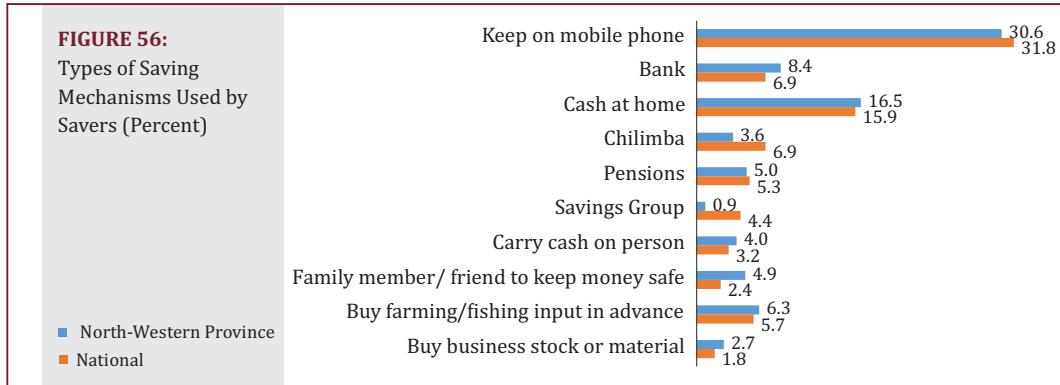 FIGURE 56:
Types of Saving
Mechanisms Used by
Savers (Percent)
North-Western Province
National
Keep on mobile phone
30.6
31.8
Bank
8.4
6.9
Cash at home
16.5
15.9
Chilimba
3.6
6.9
Pensions
5.0
5.3
Savings Group
0.9
4.4
Carry cash on person
4.0
3.2
Family member/ friend to keep money safe
4.9
2.4
Buy farming/fishing input in advance
6.3
5.7
Buy business stock or material
2.7
1.8